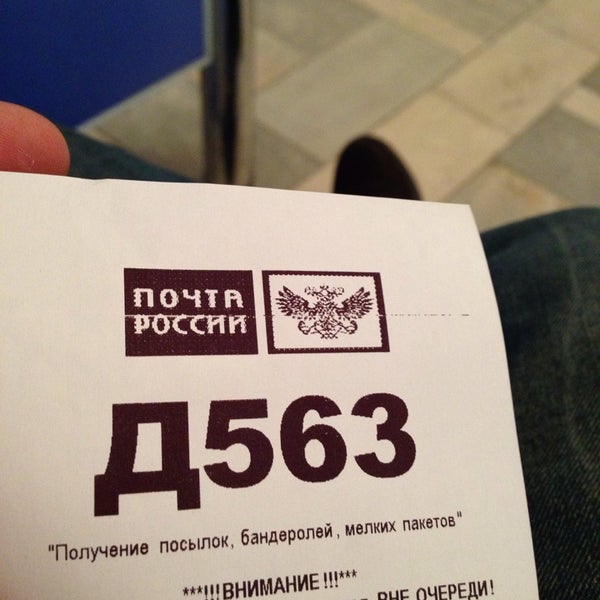 ПОЧТА
РОССИИ
Д563
"Получение посылок, бандеролей, мелких пакетов"
***!!!ВНИМАНИЕ!!!***
ВНЕ ОЧЕРЕДИ!